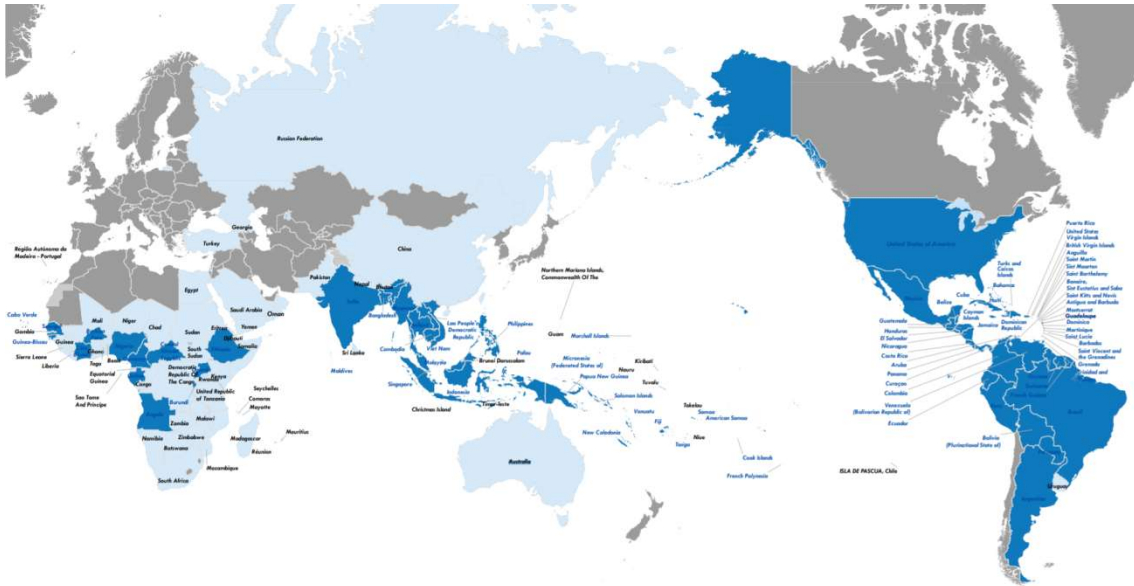 Russian Federation
Georgia
Turkey
China
Região Autónoma da
Madeira - Portugal
Pakistan
Nepal
Bhutan
Northern Mariana Islands,
Commonwealth Of The
Egypt
India
Bangladesh
Saudi Arabia
Oman
Cabo Verde
Mali
Niger
Chad
Sudan
Eritrea
Yemen
Djibouti
Somalia
Gambia
Guinea-Bissau
Guinea
Sierra Leone
Liberia
Ghana
Togo
Benin
Equatorial
Guinea
Sao Tome
And Principe
South
Sudan
Congo
Democratic
Republic Of
The Congo
Rwanda
Kenya
Burundi
United Republic
of Tanzania
Angola
Zambia
Malawi
Namibia
Zimbabwe
Botswana
South Africa
Mozambique
Madagascar
Réunion
Mauritius
Seychelles
Comoros
Mayotte
Sri Lanka
Maldives
Lao People's
Democratic
Republic
Cambodia
Viet Nam
Malaysia
Singapore
Indonesia
Philippines
Brunei Darussalam
Palau
Timor-Leste
Christmas Island
Guam
Marshall Islands
Micronesia
(Federated States of)
Papua New Guinea
Solomon Islands
Kiribati
Nauru
Tuvalu
Tokelau
Samoa
American Samoa
Vanuatu
Fiji
New Caledonia
Tonga
Niue
Cook Islands
French Polynesia
Australia
United States of America
Mexico
Belize
Cuba
Turks and
Caicos
Islands
Bahamas
Haiti
Cayman
Islands
Jamaica
Dominican
Republic
Guatemala
Honduras
El Salvador
Nicaragua
Costa Rica
Aruba
Panama
Curaçao
Colombia
Venezuela
(Bolivarian Republic of)
Ecuador
Puerto Rico
United States
Virgin Islands
British Virgin Islands
Anguilla
Saint Martin
Sint Maarten
Saint Barthelemy
Bonaire,
Sint Eustatius and Saba
Saint Kitts and Nevis
Antigua and Barbuda
Montserrat
Guadeloupe
Dominica
Martinique
Saint Lucia
Barbados
Saint Vincent and
the Grenadines
Grenada
Trinidad and
Brazil
Bolivia
(Plurinational State of)
ISLA DE PASCUA, Chile
Uruguay
Argentina